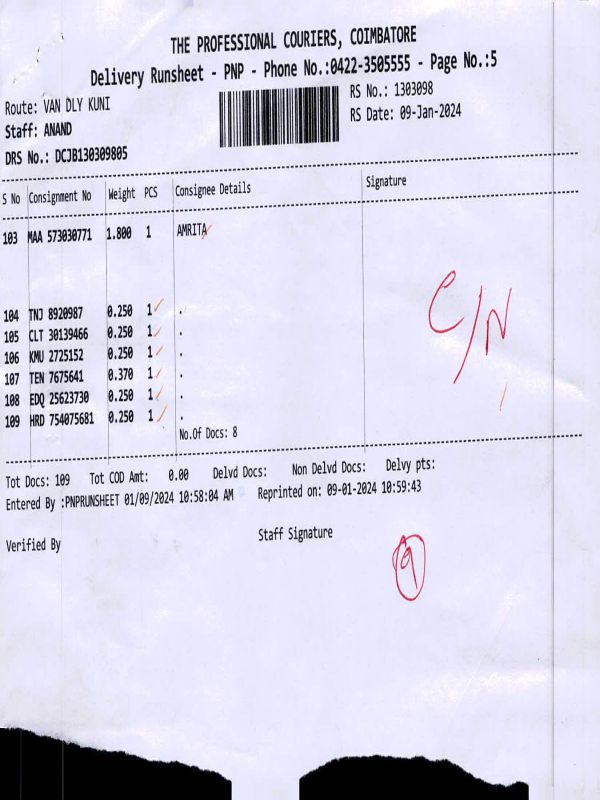 THE PROFESSIONAL COURIERS, COIMBATORE
Delivery Runsheet - PNP - Phone No.:0422-3505555 - Page No.:5
Route: VAN DLY KUNI RS No.: 1303098
Staff: ANAND RS Date: 09-Jan-2024
DRS No.: DCJB130309805
S No Consignment No Weight PCS Consignee Details Signature
103 MAA 573030771 1.800 1 AMRITA
104 TNJ 8920987 0.250 1 .
105 CLT 30139466 0.250 1 .
106 KMU 2725152 0.250 1 .
107 TEN 7675641 0.370 1 .
108 EDQ 25623730 0.250 1 .
109 HRD 754075681 0.250 1 .
C/N
No.Of Docs: 8
Tot Docs: 109 Tot COD Amt: 0.00 Delvd Docs: Non Delvd Docs: Delvy pts:
Entered By :PNPRUNSHEET 01/09/2024 10:58:04 AM Reprinted on: 09-01-2024 10:59:43
Verified By Staff Signature
9